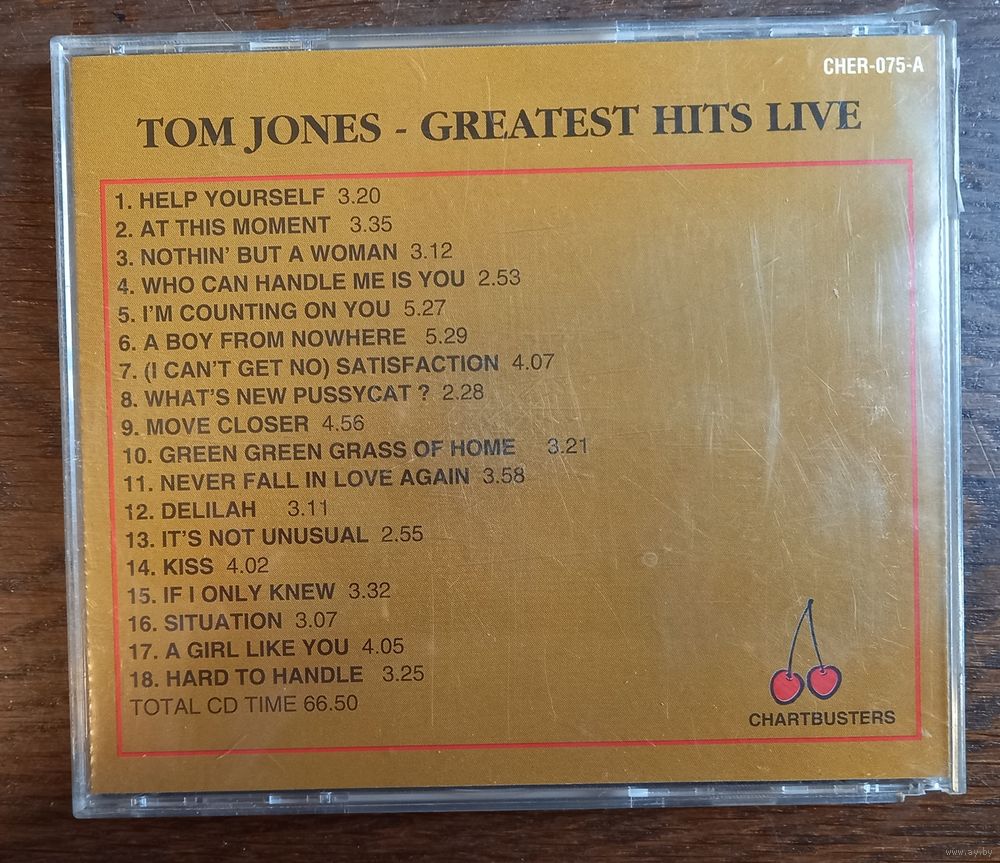 CHER-075-A
TOM JONES - GREATEST HITS LIVE
1. HELP YOURSELF 3.20
2. AT THIS MOMENT 3.35
3. NOTHIN' BUT A WOMAN 3.12
4. WHO CAN HANDLE ME IS YOU 2.53
5. I'M COUNTING ON YOU 5.27
6. A BOY FROM NOWHERE 5.29
7. (I CAN'T GET NO) SATISFACTION 4.07
8. WHAT'S NEW PUSSYCAT ? 2.28
9. MOVE CLOSER 4.56
10. GREEN GREEN GRASS OF HOME 3.21
11. NEVER FALL IN LOVE AGAIN 3.58
12. DELILAH 3.11
13. IT'S NOT UNUSUAL 2.55
14. KISS 4.02
15. IF I ONLY KNEW 3.32
16. SITUATION 3.07
17. A GIRL LIKE YOU 4.05
18. HARD TO HANDLE 3.25
TOTAL CD TIME 66.50
CHARTBUSTERS
www.ay.by